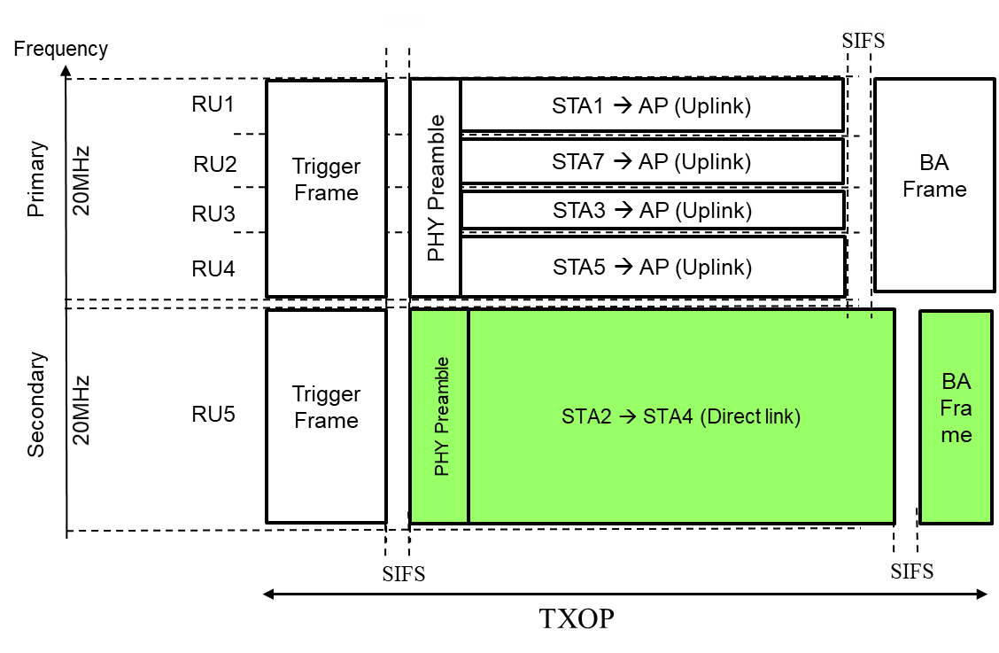 SIFS
Frequency
Primary
20MHz
RU1
RU2
RU3
RU4
Trigger
Frame
PHY Preamble
STA1 → AP (Uplink)
STA7 → AP (Uplink)
STA3 → AP (Uplink)
STA5 → AP (Uplink)
BA
Frame
Secondary
20MHz
RU5
Trigger
Frame
PHY Preamble
STA2 → STA4 (Direct link)
BA
Fra
me
SIFS
SIFS
TXOP